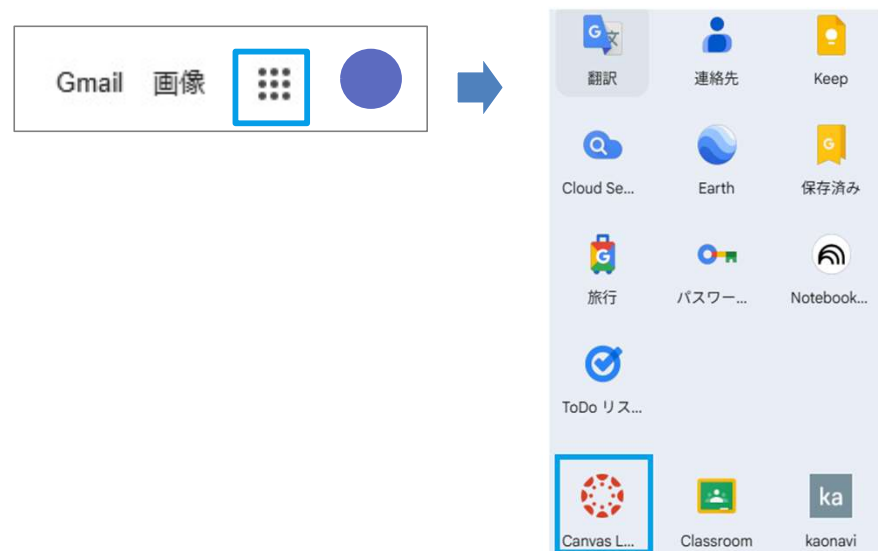 Gmail 画像
翻訳 連絡先 Keep
Cloud Se... Earth 保存済み
旅行 パスワー... Notebook...
ToDo リス...
ka
Canvas L... Classroom kaonavi